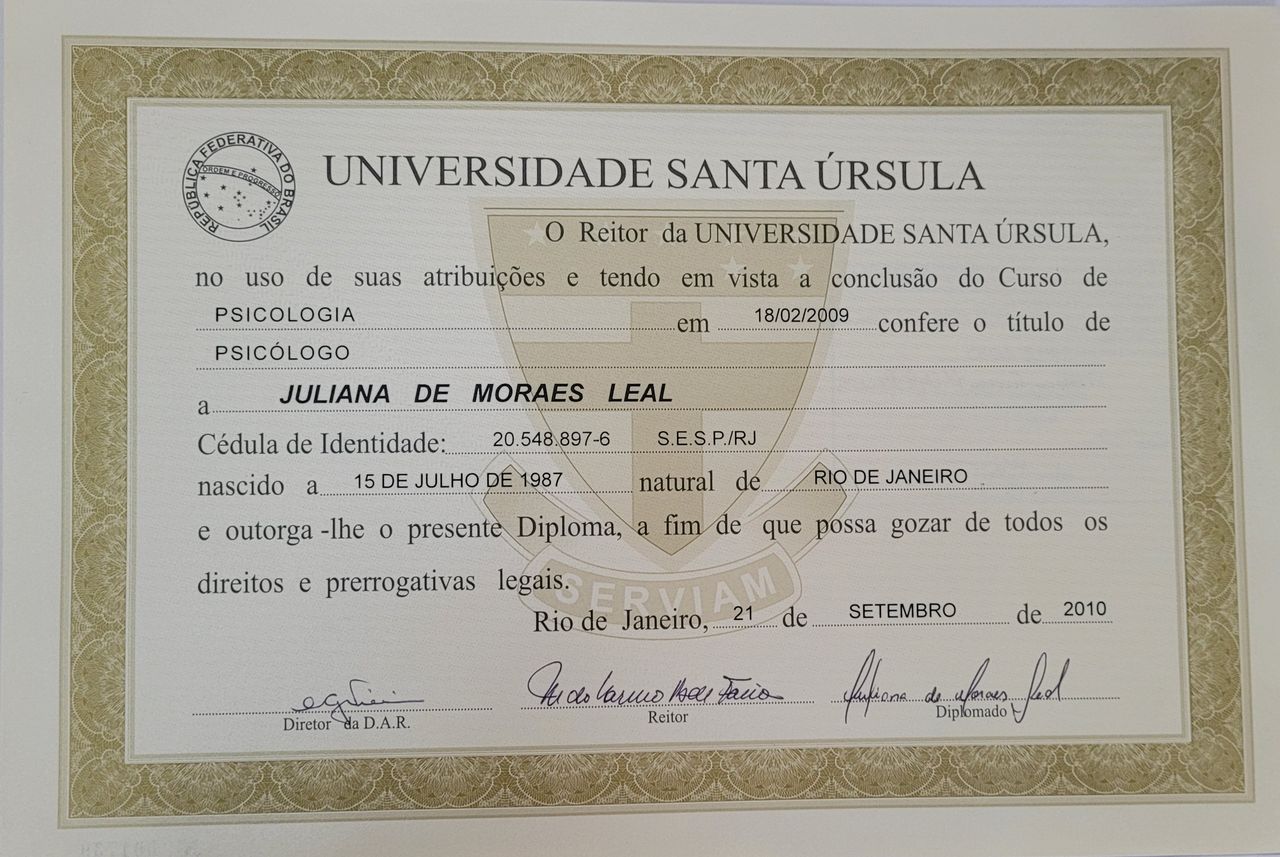 REPÚBLICA FEDERATIVA DO BRASIL
ORDEM E PROGRESSO
UNIVERSIDADE SANTA ÚRSULA
O Reitor da UNIVERSIDADE SANTA ÚRSULA,
no uso de suas atribuições e tendo em vista a conclusão do Curso de
PSICOLOGIA em 18/02/2009 confere o título de
PSICÓLOGO
a JULIANA DE MORAES LEAL
Cédula de Identidade: 20.548.897-6 S.E.S.P./RJ
nascido a 15 DE JULHO DE 1987 natural de RIO DE JANEIRO
e outorga -lhe o presente Diploma, a fim de que possa gozar de todos os
direitos e prerrogativas legais.
SERVIAM
Rio de Janeiro, 21 de SETEMBRO de 2010
Juliana de Moraes Leal
Diretor da D.A.R. Reitor Diplomado